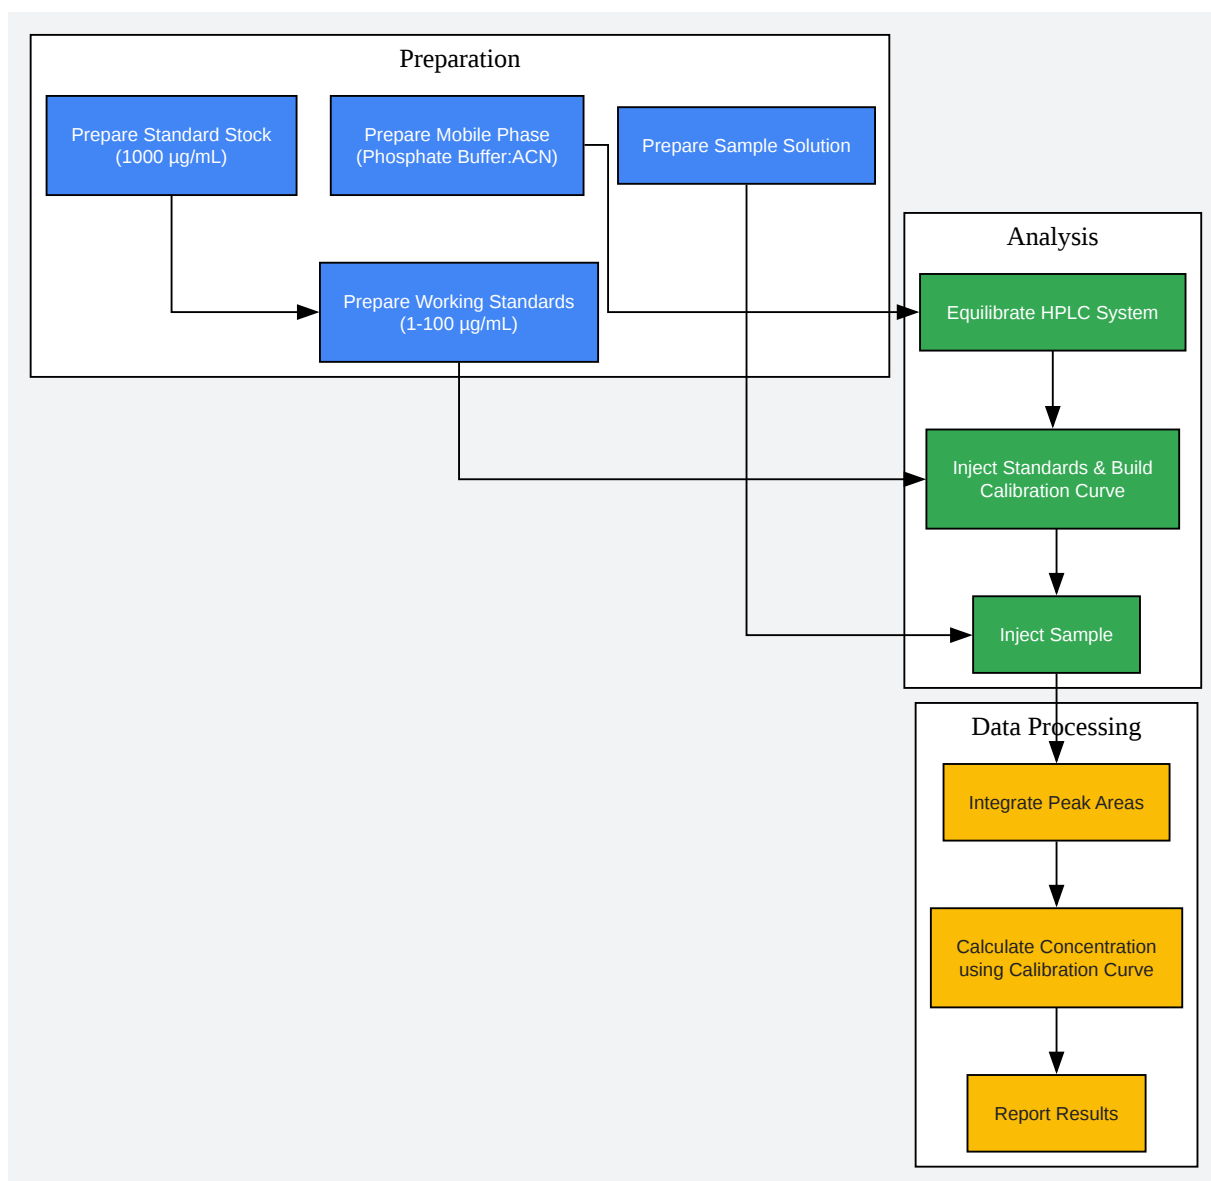 Preparation
Prepare Standard Stock
(1000 µg/mL)
Prepare Mobile Phase
(Phosphate Buffer:ACN)
Prepare Sample Solution
Prepare Working Standards
(1-100 µg/mL)
Analysis
Equilibrate HPLC System
Inject Standards & Build
Calibration Curve
Inject Sample
Data Processing
Integrate Peak Areas
Calculate Concentration
using Calibration Curve
Report Results